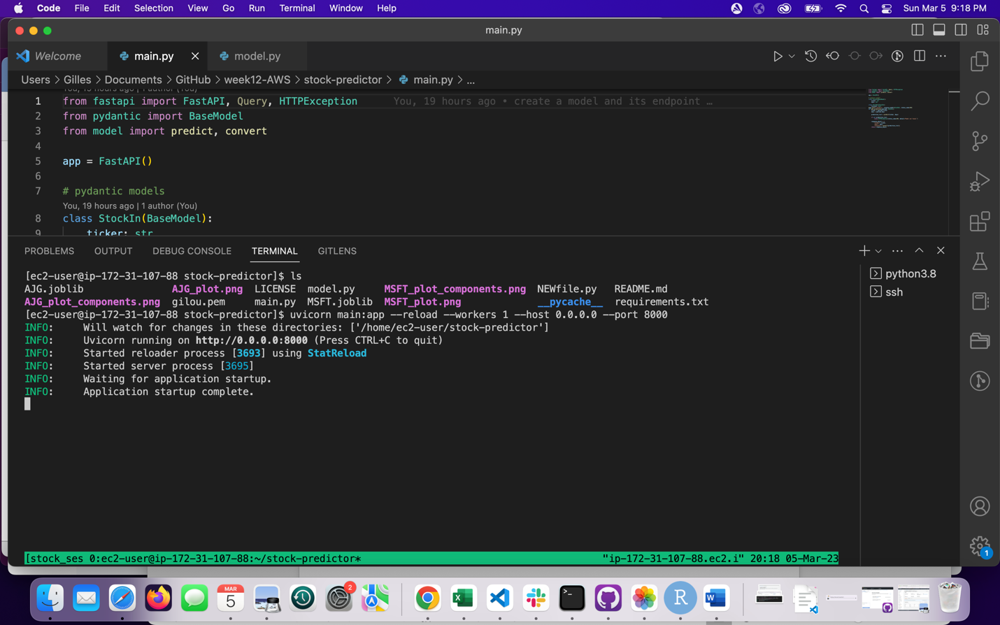 Code File Edit Selection View Go Run Terminal Window Help Sun Mar 5 9:18 PM
main.py
Welcome main.py model.py
Users > Gilles > Documents > GitHub > week12-AWS > stock-predictor > main.py > ...
You, 19 hours ago | 1 author (You)
1 from fastapi import FastAPI, Query, HTTPException You, 19 hours ago • create a model and its endpoint …
2 from pydantic import BaseModel
3 from model import predict, convert
4
5 app = FastAPI()
6
7 # pydantic models
You, 19 hours ago | 1 author (You)
8 class StockIn(BaseModel):
9 ticker: str
PROBLEMS OUTPUT DEBUG CONSOLE TERMINAL GITLENS
[ec2-user@ip-172-31-107-88 stock-predictor]$ ls
AJG.joblib AJG_plot.png LICENSE model.py MSFT_plot_components.png NEWfile.py README.md
AJG_plot_components.png gilou.pem main.py MSFT.joblib MSFT_plot.png __pycache__ requirements.txt
[ec2-user@ip-172-31-107-88 stock-predictor]$ uvicorn main:app --reload --workers 1 --host 0.0.0.0 --port 8000
INFO: Will watch for changes in these directories: ['/home/ec2-user/stock-predictor']
INFO: Uvicorn running on http://0.0.0.0:8000 (Press CTRL+C to quit)
INFO: Started reloader process [3693] using StatReload
INFO: Started server process [3695]
INFO: Waiting for application startup.
INFO: Application startup complete.
python3.8
ssh
1
[stock_ses 0:ec2-user@ip-172-31-107-88:~/stock-predictor* "ip-172-31-107-88.ec2.i" 20:18 05-Mar-23
MAR
5
2
X
R
W